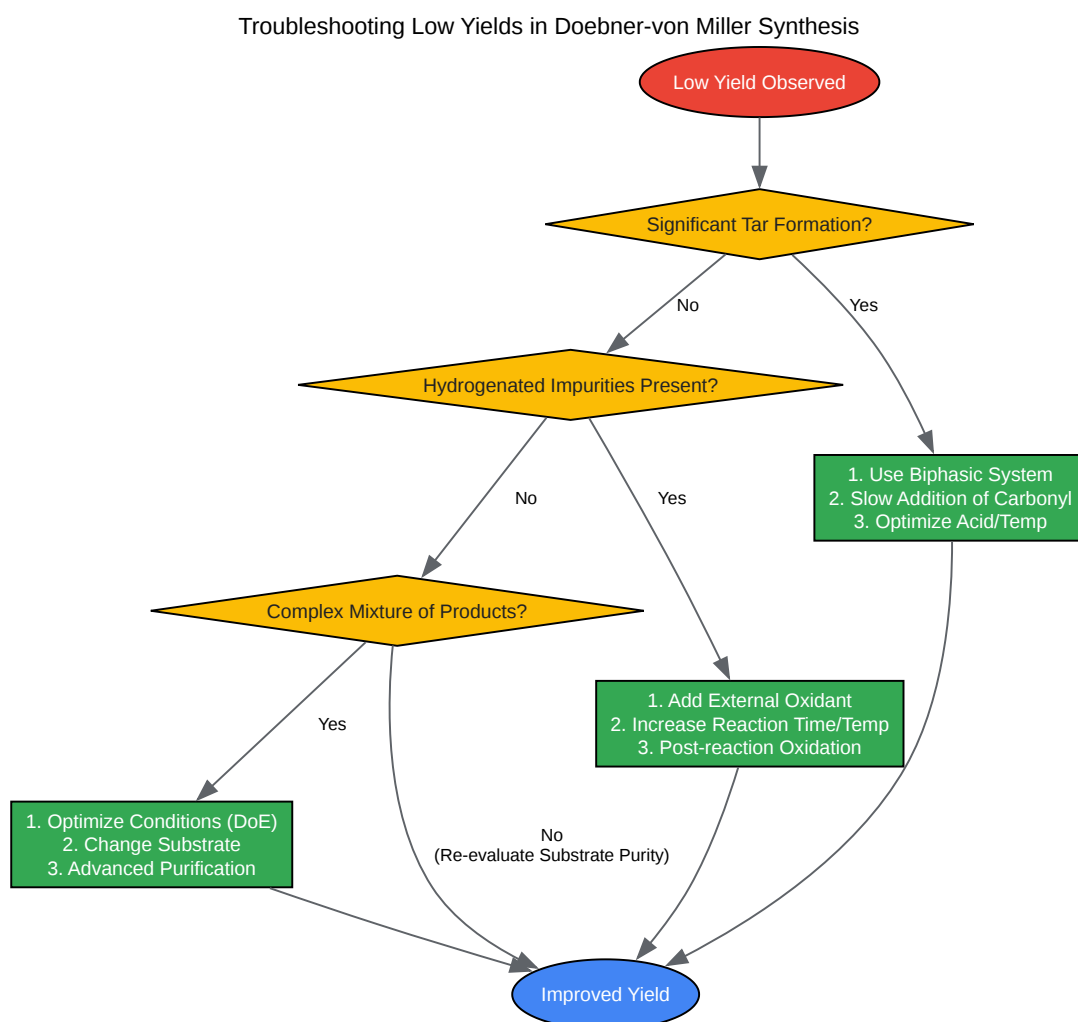 Troubleshooting Low Yields in Doebner-von Miller Synthesis
Low Yield Observed
Significant Tar Formation?
No
Yes
Hydrogenated Impurities Present?
No
Yes
1. Use Biphasic System
2. Slow Addition of Carbonyl
3. Optimize Acid/Temp
Complex Mixture of Products?
Yes
No
(Re-evaluate Substrate Purity)
1. Add External Oxidant
2. Increase Reaction Time/Temp
3. Post-reaction Oxidation
1. Optimize Conditions (DoE)
2. Change Substrate
3. Advanced Purification
Improved Yield